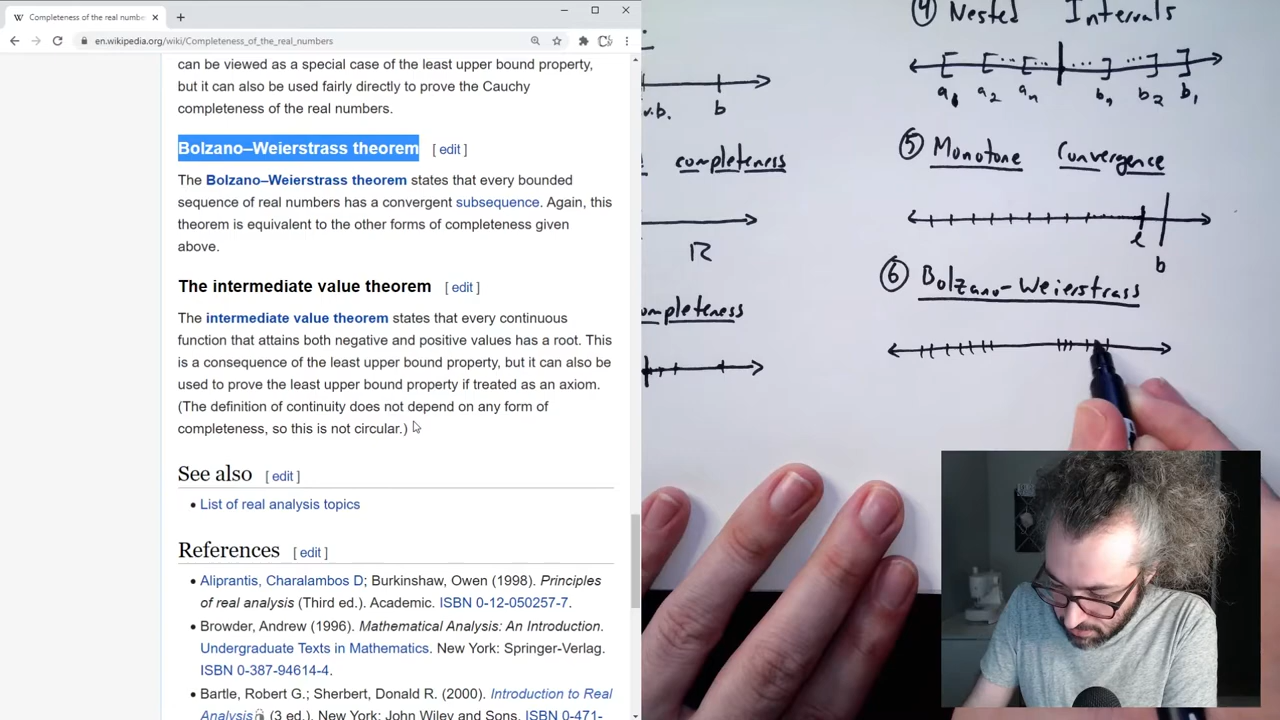 Completeness of the real numbe
en.wikipedia.org/wiki/Completeness_of_the_real_numbers
can be viewed as a special case of the least upper bound property,
but it can also be used fairly directly to prove the Cauchy
completeness of the real numbers.
Bolzano–Weierstrass theorem [ edit ]
The Bolzano–Weierstrass theorem states that every bounded
sequence of real numbers has a convergent subsequence. Again, this
theorem is equivalent to the other forms of completeness given
above.
The intermediate value theorem [ edit ]
The intermediate value theorem states that every continuous
function that attains both negative and positive values has a root. This
is a consequence of the least upper bound property, but it can also be
used to prove the least upper bound property if treated as an axiom.
(The definition of continuity does not depend on any form of
completeness, so this is not circular.)
See also [ edit ]
• List of real analysis topics
References [ edit ]
• Aliprantis, Charalambos D; Burkinshaw, Owen (1998). Principles
of real analysis (Third ed.). Academic. ISBN 0-12-050257-7.
• Browder, Andrew (1996). Mathematical Analysis: An Introduction.
Undergraduate Texts in Mathematics. New York: Springer-Verlag.
ISBN 0-387-94614-4.
• Bartle, Robert G.; Sherbert, Donald R. (2000). Introduction to Real
Analysis (3 ed.). New York: John Wiley and Sons. ISBN 0-471-
.b. b
completeness
R
ompleteness
④ Nested Intervals
a₁ a₂ aₙ bₙ b₂ b₁
⑤ Monotone Convergence
ℓ
b
⑥ Bolzano-Weierstrass